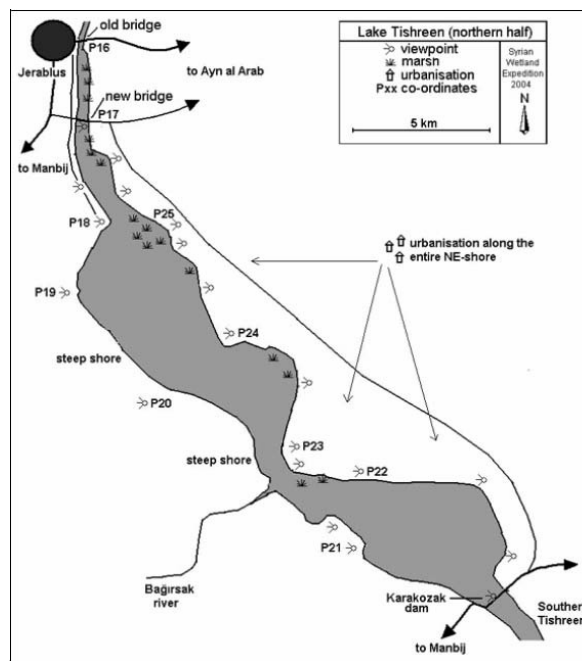 old bridge
P16
Jerablus
to Ayn al Arab
new bridge
P17
to Manbij
Lake Tishreen (northern half)
viewpoint
marsh
urbanisation
Pxx co-ordinates
5 km
Syrian
Wetland
Expedition
2004
N
P25
P18
urbanisation along the
entire NE-shore
P19
P24
steep shore
P20
P23
steep shore
P22
P21
Bağırsak
river
Karakozak
dam
Southern
Tishreen
to Manbij